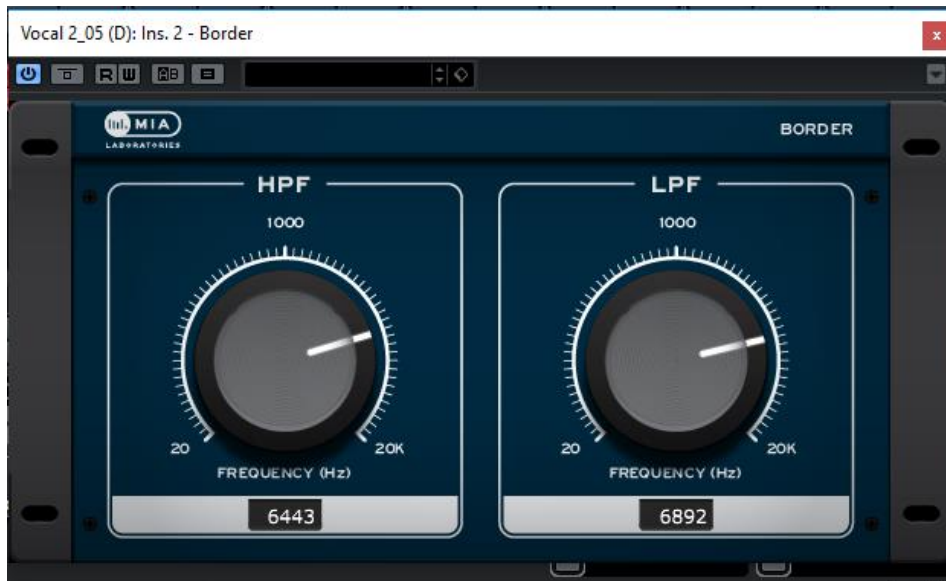 Vocal 2_05 (D): Ins. 2 - Border
x
R W AB
MIA
LABORATORIES
BORDER
HPF
1000
20
20K
FREQUENCY (Hz)
6443
LPF
1000
20
20K
FREQUENCY (Hz)
6892